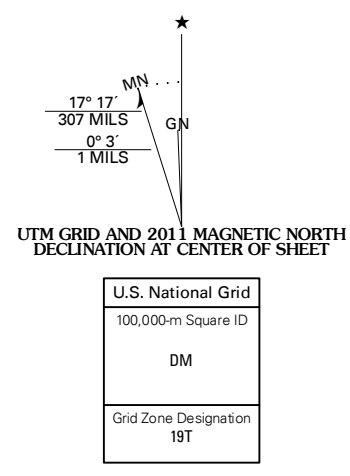 ★
MN
17° 17´
307 MILS
GN
0° 3´
1 MILS
UTM GRID AND 2011 MAGNETIC NORTH
DECLINATION AT CENTER OF SHEET
U.S. National Grid
100,000-m Square ID
DM
Grid Zone Designation
19T